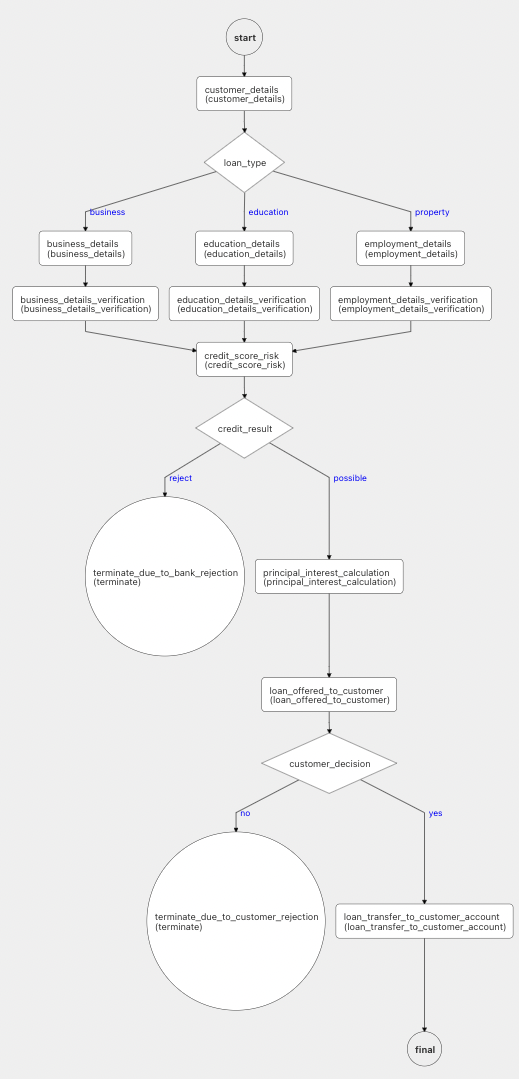 start
customer_details
(customer_details)
loan_type
business
education
property
business_details
(business_details)
education_details
(education_details)
employment_details
(employment_details)
business_details_verification
(business_details_verification)
education_details_verification
(education_details_verification)
employment_details_verification
(employment_details_verification)
credit_score_risk
(credit_score_risk)
credit_result
reject
possible
terminate_due_to_bank_rejection
(terminate)
principal_interest_calculation
(principal_interest_calculation)
loan_offered_to_customer
(loan_offered_to_customer)
customer_decision
no
yes
terminate_due_to_customer_rejection
(terminate)
loan_transfer_to_customer_account
(loan_transfer_to_customer_account)
final